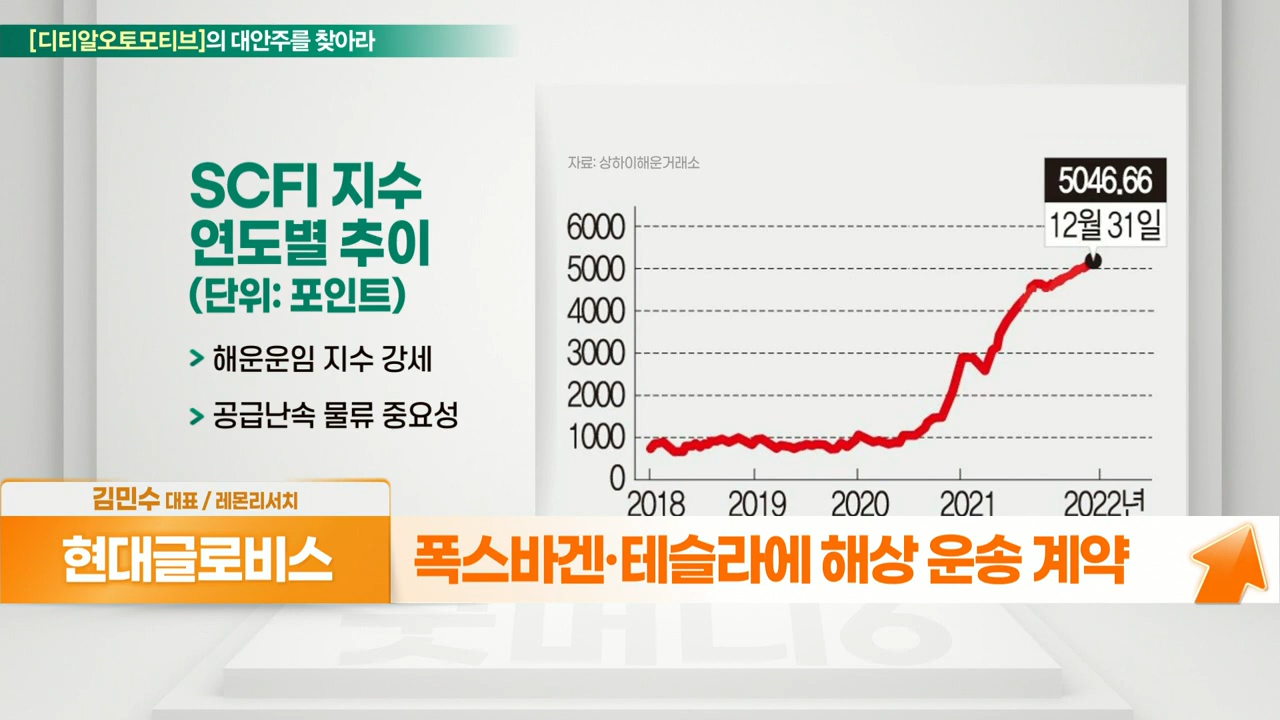 [디티알오토모티브]의 대안주를 찾아라
SCFI 지수
연도별 추이
(단위: 포인트)
> 해운운임 지수 강세
> 공급난속 물류 중요성
자료: 상하이해운거래소
5046.66
12월 31일
6000
5000
4000
3000
2000
1000
0
2018 2019 2020 2021 2022년
김민수 대표 / 레몬리서치
현대글로비스
폭스바겐·테슬라에 해상 운송 계약